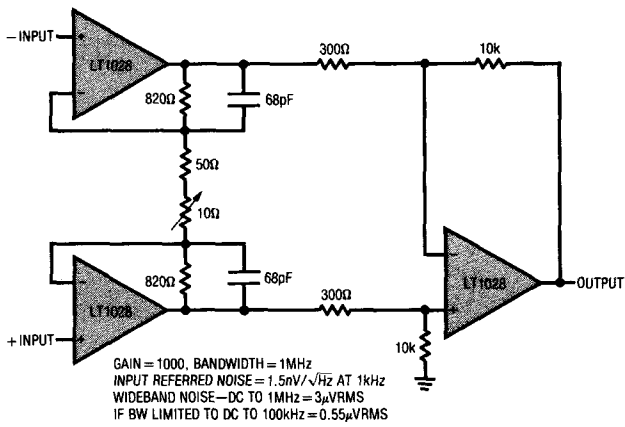 −INPUT
+
LT1028
−
820Ω
68pF
300Ω
10k
50Ω
10Ω
−
LT1028
+
+INPUT
820Ω
68pF
300Ω
−
LT1028
+
OUTPUT
10k
GAIN = 1000, BANDWIDTH = 1MHz
INPUT REFERRED NOISE = 1.5nV/√Hz AT 1kHz
WIDEBAND NOISE—DC TO 1MHz = 3µVRMS
IF BW LIMITED TO DC TO 100kHz = 0.55µVRMS